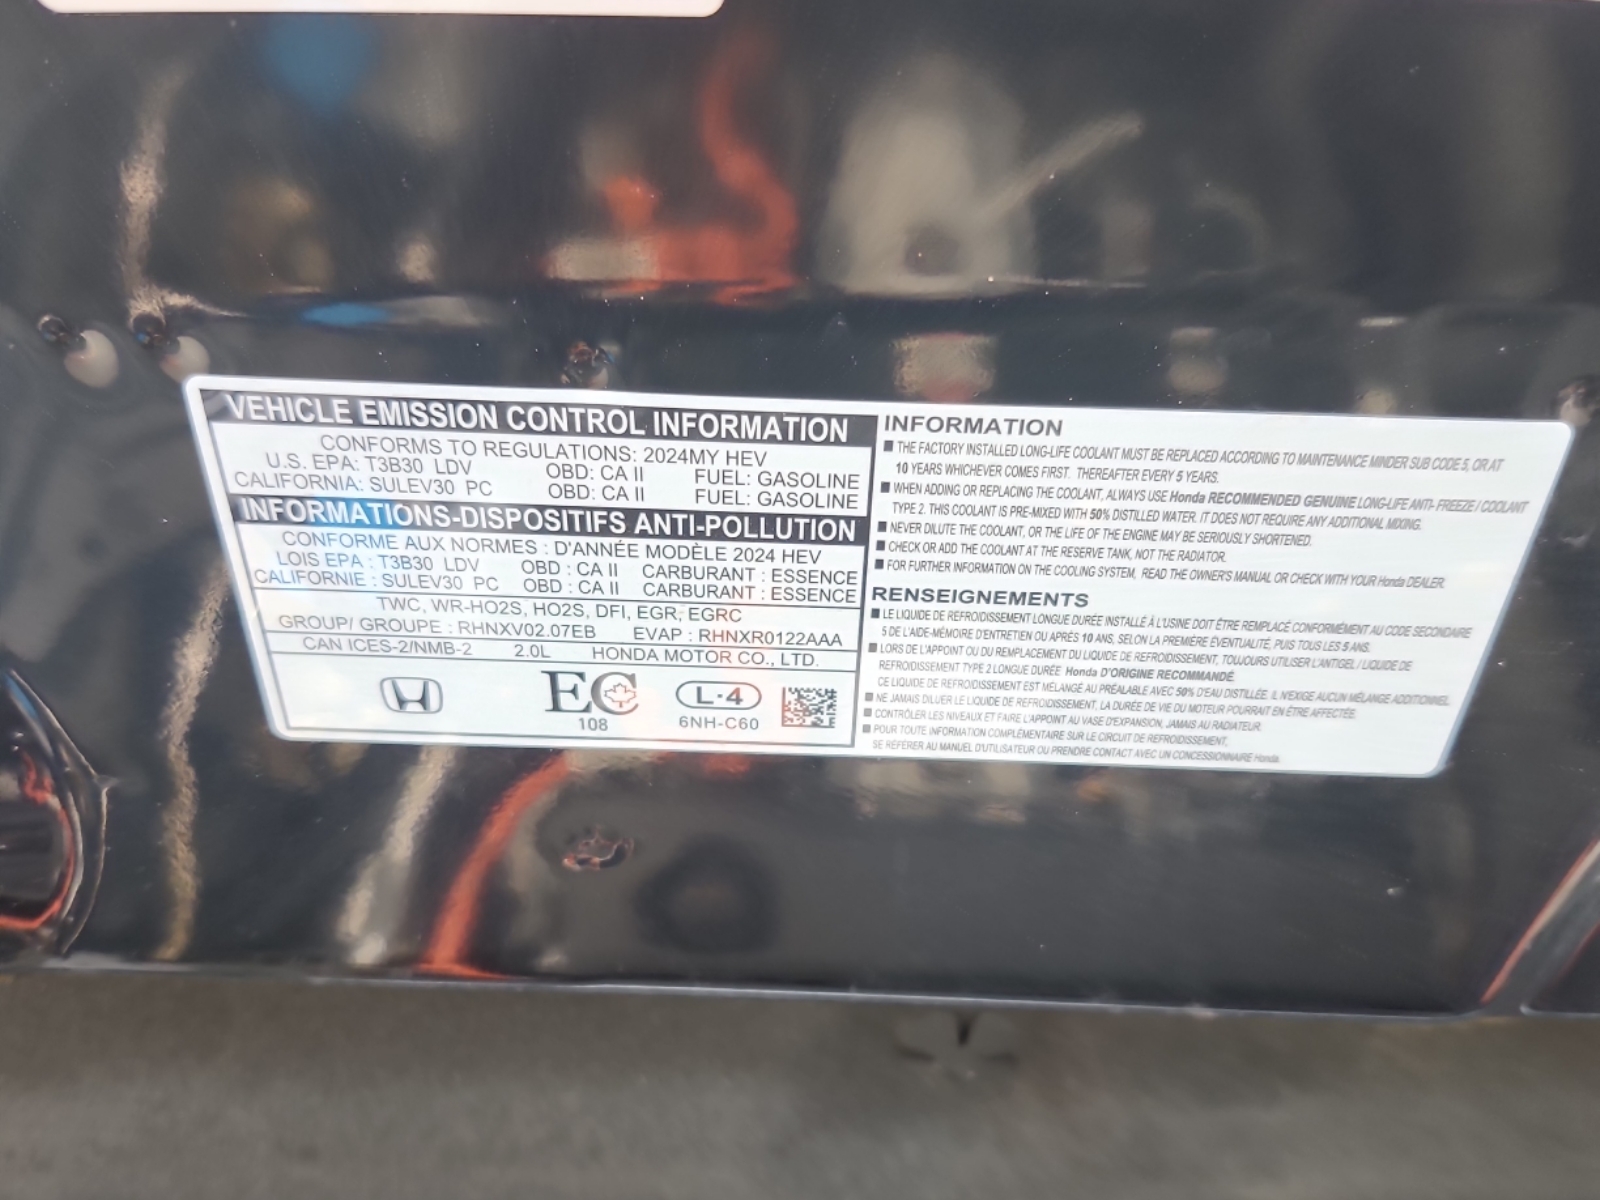 VEHICLE EMISSION CONTROL INFORMATION
CONFORMS TO REGULATIONS: 2024MY HEV
U.S. EPA: T3B30 LDV OBD: CA II FUEL: GASOLINE
CALIFORNIA: SULEV30 PC OBD: CA II FUEL: GASOLINE
INFORMATIONS-DISPOSITIFS ANTI-POLLUTION
CONFORME AUX NORMES : D'ANNÉE MODÈLE 2024 HEV
LOIS EPA : T3B30 LDV OBD : CA II CARBURANT : ESSENCE
CALIFORNIE : SULEV30 PC OBD : CA II CARBURANT : ESSENCE
TWC, WR-HO2S, HO2S, DFI, EGR, EGRC
GROUP/ GROUPE : RHNXV02.07EB EVAP : RHNXR0122AAA
CAN ICES-2/NMB-2 2.0L HONDA MOTOR CO., LTD.
EC L·4
108 6NH-C60
INFORMATION
■ THE FACTORY INSTALLED LONG-LIFE COOLANT MUST BE REPLACED ACCORDING TO MAINTENANCE MINDER SUB CODE 5, OR AT
10 YEARS WHICHEVER COMES FIRST. THEREAFTER EVERY 5 YEARS.
■ WHEN ADDING OR REPLACING THE COOLANT, ALWAYS USE Honda RECOMMENDED GENUINE LONG-LIFE ANTI-FREEZE / COOLANT
TYPE 2. THIS COOLANT IS PRE-MIXED WITH 50% DISTILLED WATER. IT DOES NOT REQUIRE ANY ADDITIONAL MIXING.
■ NEVER DILUTE THE COOLANT, OR THE LIFE OF THE ENGINE MAY BE SERIOUSLY SHORTENED.
■ CHECK OR ADD THE COOLANT AT THE RESERVE TANK, NOT THE RADIATOR.
■ FOR FURTHER INFORMATION ON THE COOLING SYSTEM, READ THE OWNER'S MANUAL OR CHECK WITH YOUR Honda DEALER.
RENSEIGNEMENTS
■ LE LIQUIDE DE REFROIDISSEMENT LONGUE DURÉE INSTALLÉ À L'USINE DOIT ÊTRE REMPLACÉ CONFORMÉMENT AU CODE SECONDAIRE
5 DE L'AIDE-MÉMOIRE D'ENTRETIEN OU APRÈS 10 ANS, SELON LA PREMIÈRE ÉVENTUALITÉ, PUIS TOUS LES 5 ANS.
■ LORS DE L'APPOINT OU DU REMPLACEMENT DU LIQUIDE DE REFROIDISSEMENT, TOUJOURS UTILISER L'ANTIGEL / LIQUIDE DE
REFROIDISSEMENT TYPE 2 LONGUE DURÉE Honda D'ORIGINE RECOMMANDÉ.
CE LIQUIDE DE REFROIDISSEMENT EST MÉLANGÉ AU PRÉALABLE AVEC 50% D'EAU DISTILLÉE. IL N'EXIGE AUCUN MÉLANGE ADDITIONNEL.
■ NE JAMAIS DILUER LE LIQUIDE DE REFROIDISSEMENT, LA DURÉE DE VIE DU MOTEUR POURRAIT EN ÊTRE AFFECTÉE.
■ CONTRÔLER LES NIVEAUX ET FAIRE L'APPOINT AU VASE D'EXPANSION, JAMAIS AU RADIATEUR.
■ POUR TOUTE INFORMATION COMPLÉMENTAIRE SUR LE CIRCUIT DE REFROIDISSEMENT,
SE RÉFÉRER AU MANUEL D'UTILISATEUR OU PRENDRE CONTACT AVEC UN CONCESSIONNAIRE Honda.